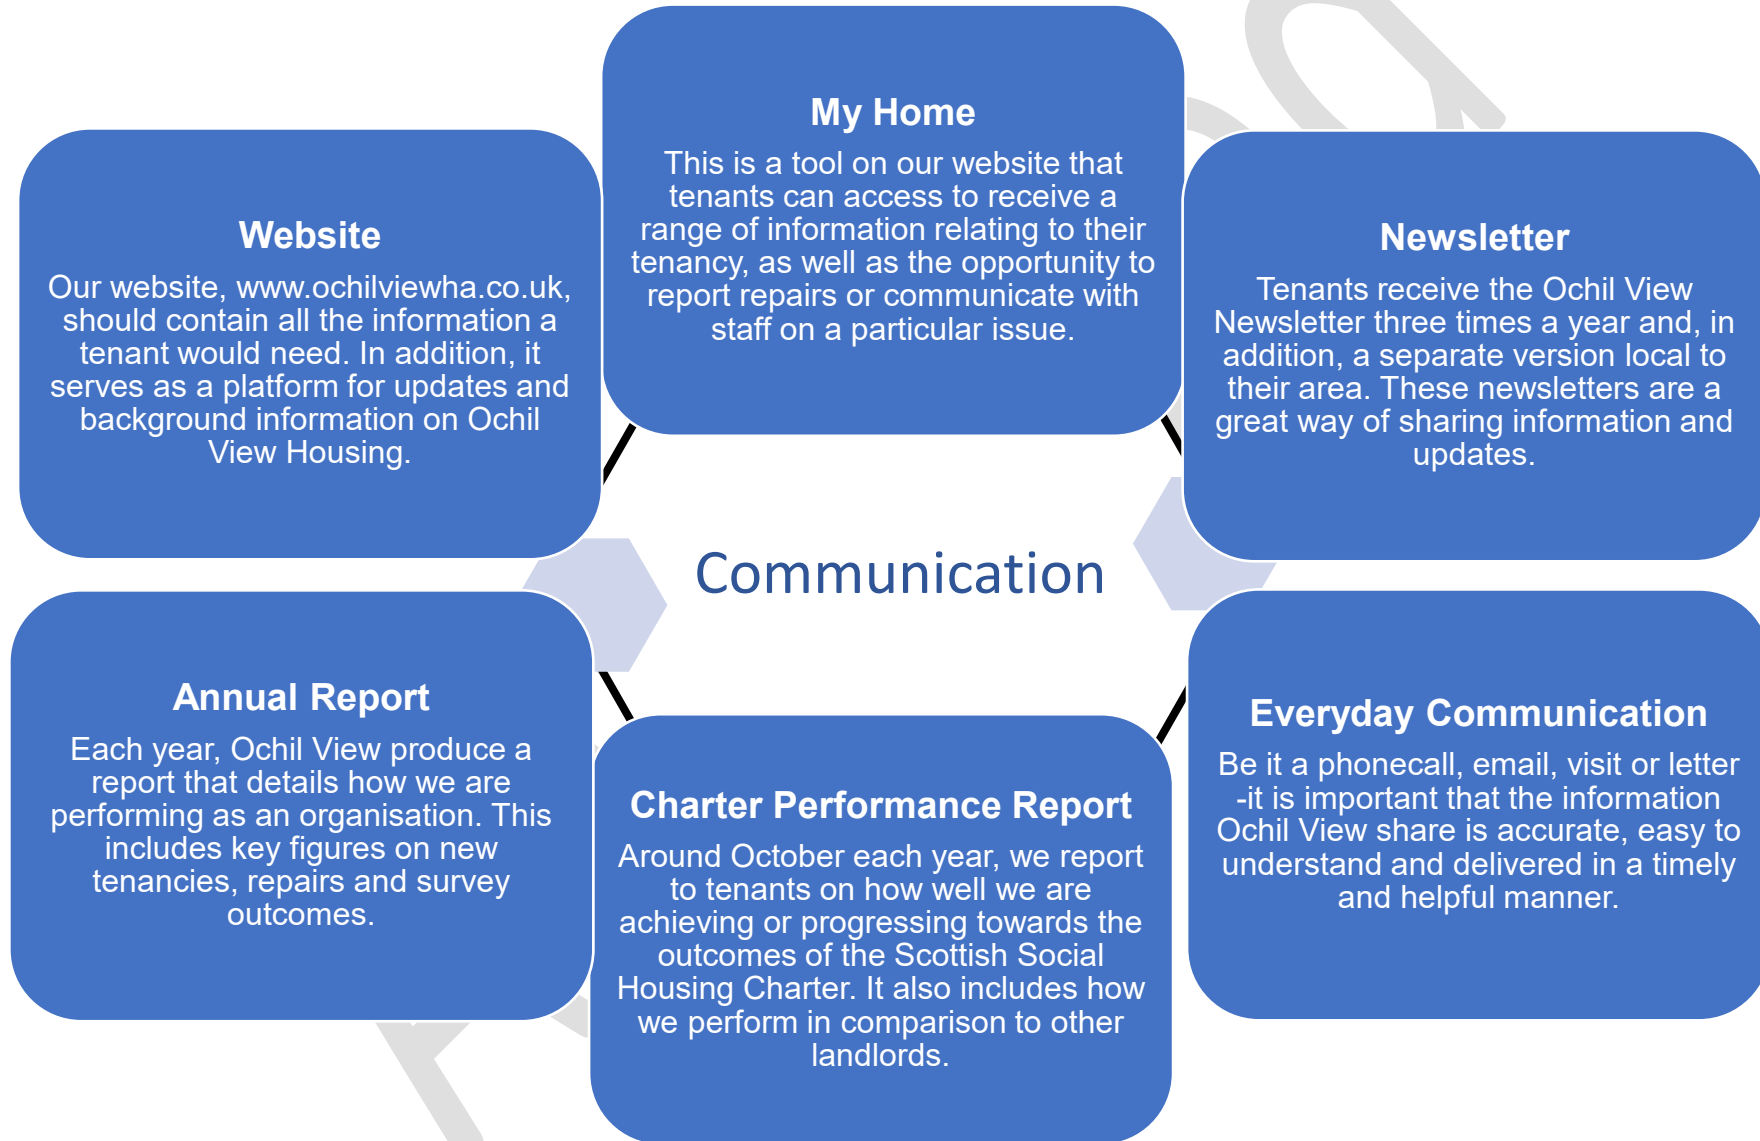 My Home
This is a tool on our website that
tenants can access to receive a
range of information relating to their
tenancy, as well as the opportunity to
report repairs or communicate with
staff on a particular issue.
Website
Our website, www.ochilviewha.co.uk,
should contain all the information a
tenant would need. In addition, it
serves as a platform for updates and
background information on Ochil
View Housing.
Newsletter
Tenants receive the Ochil View
Newsletter three times a year and, in
addition, a separate version local to
their area. These newsletters are a
great way of sharing information and
updates.
Communication
Annual Report
Each year, Ochil View produce a
report that details how we are
performing as an organisation. This
includes key figures on new
tenancies, repairs and survey
outcomes.
Charter Performance Report
Around October each year, we report
to tenants on how well we are
achieving or progressing towards the
outcomes of the Scottish Social
Housing Charter. It also includes how
we perform in comparison to other
landlords.
Everyday Communication
Be it a phonecall, email, visit or letter
-it is important that the information
Ochil View share is accurate, easy to
understand and delivered in a timely
and helpful manner.